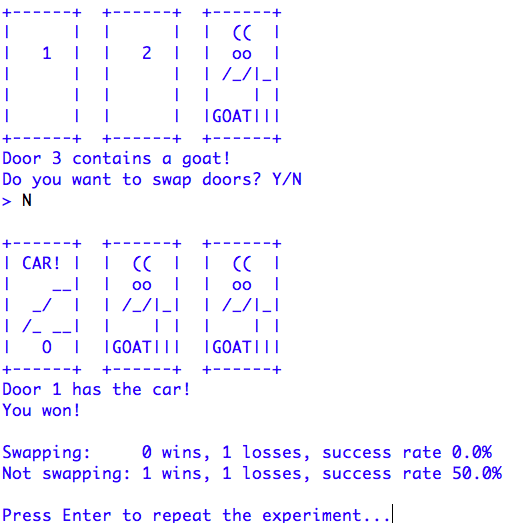 +------+  +------+  +------+
|      |  |      |  |  ((  |
|   1  |  |   2  |  |  oo  |
|      |  |      |  | /_/|_|
|      |  |      |  |    | |
|      |  |      |  |GOAT|||
+------+  +------+  +------+
Door 3 contains a goat!
Do you want to swap doors? Y/N
> N

+------+  +------+  +------+
| CAR! |  |  ((  |  |  ((  |
|    __|  |  oo  |  |  oo  |
|  _/  |  | /_/|_|  | /_/|_|
| /_ __|  |    | |  |    | |
|   O  |  |GOAT|||  |GOAT|||
+------+  +------+  +------+
Door 1 has the car!
You won!

Swapping:     0 wins, 1 losses, success rate 0.0%
Not swapping: 1 wins, 1 losses, success rate 50.0%

Press Enter to repeat the experiment...